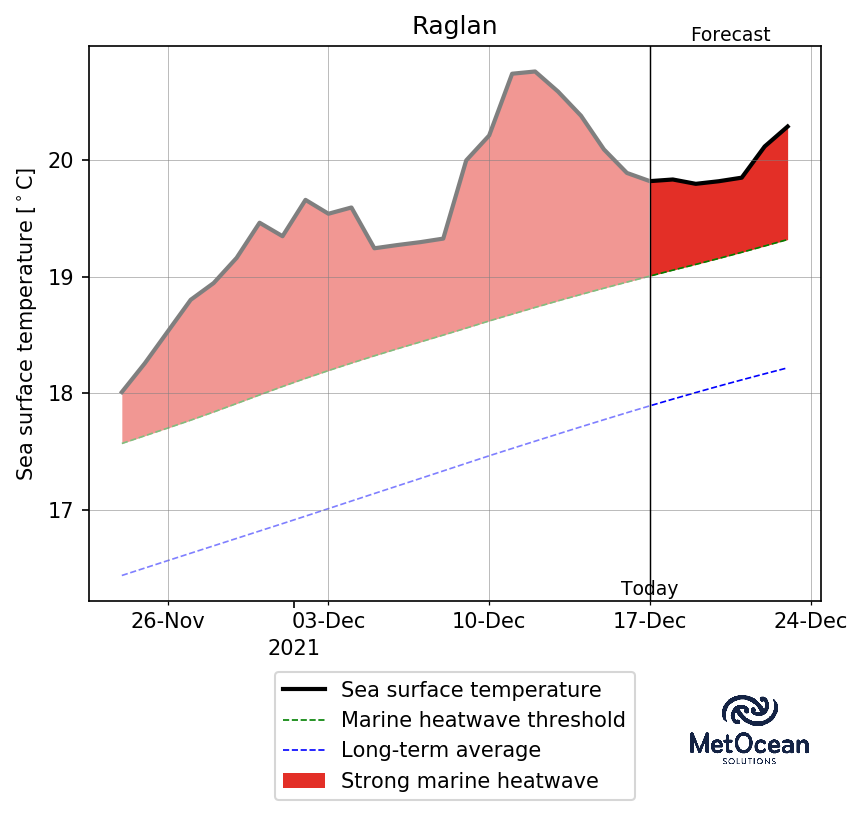 Raglan
Forecast
Sea surface temperature [˚C]
20
19
18
17
Today
26-Nov 03-Dec 10-Dec 17-Dec 24-Dec
2021
Sea surface temperature
Marine heatwave threshold
Long-term average
Strong marine heatwave
MetOcean
SOLUTIONS